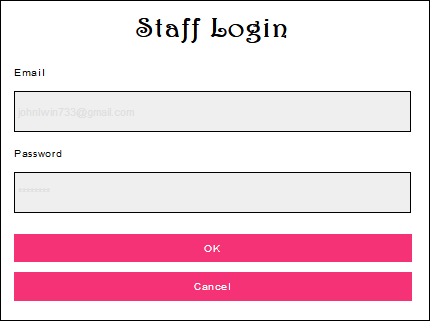 Staff Login
Email
johnlwin733@gmail.com
Password
********
OK
Cancel